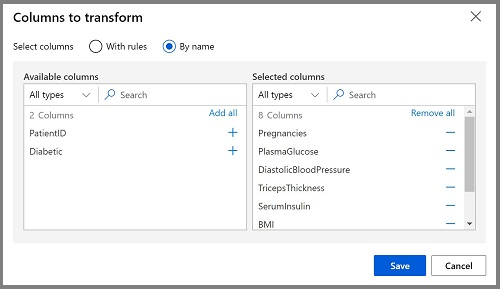 Columns to transform
Select columns With rules By name
Available columns
All types Search
2 Columns Add all
PatientID
Diabetic
Selected columns
All types Search
8 Columns Remove all
Pregnancies
PlasmaGlucose
DiastolicBloodPressure
TricepsThickness
SerumInsulin
BMI
Save Cancel